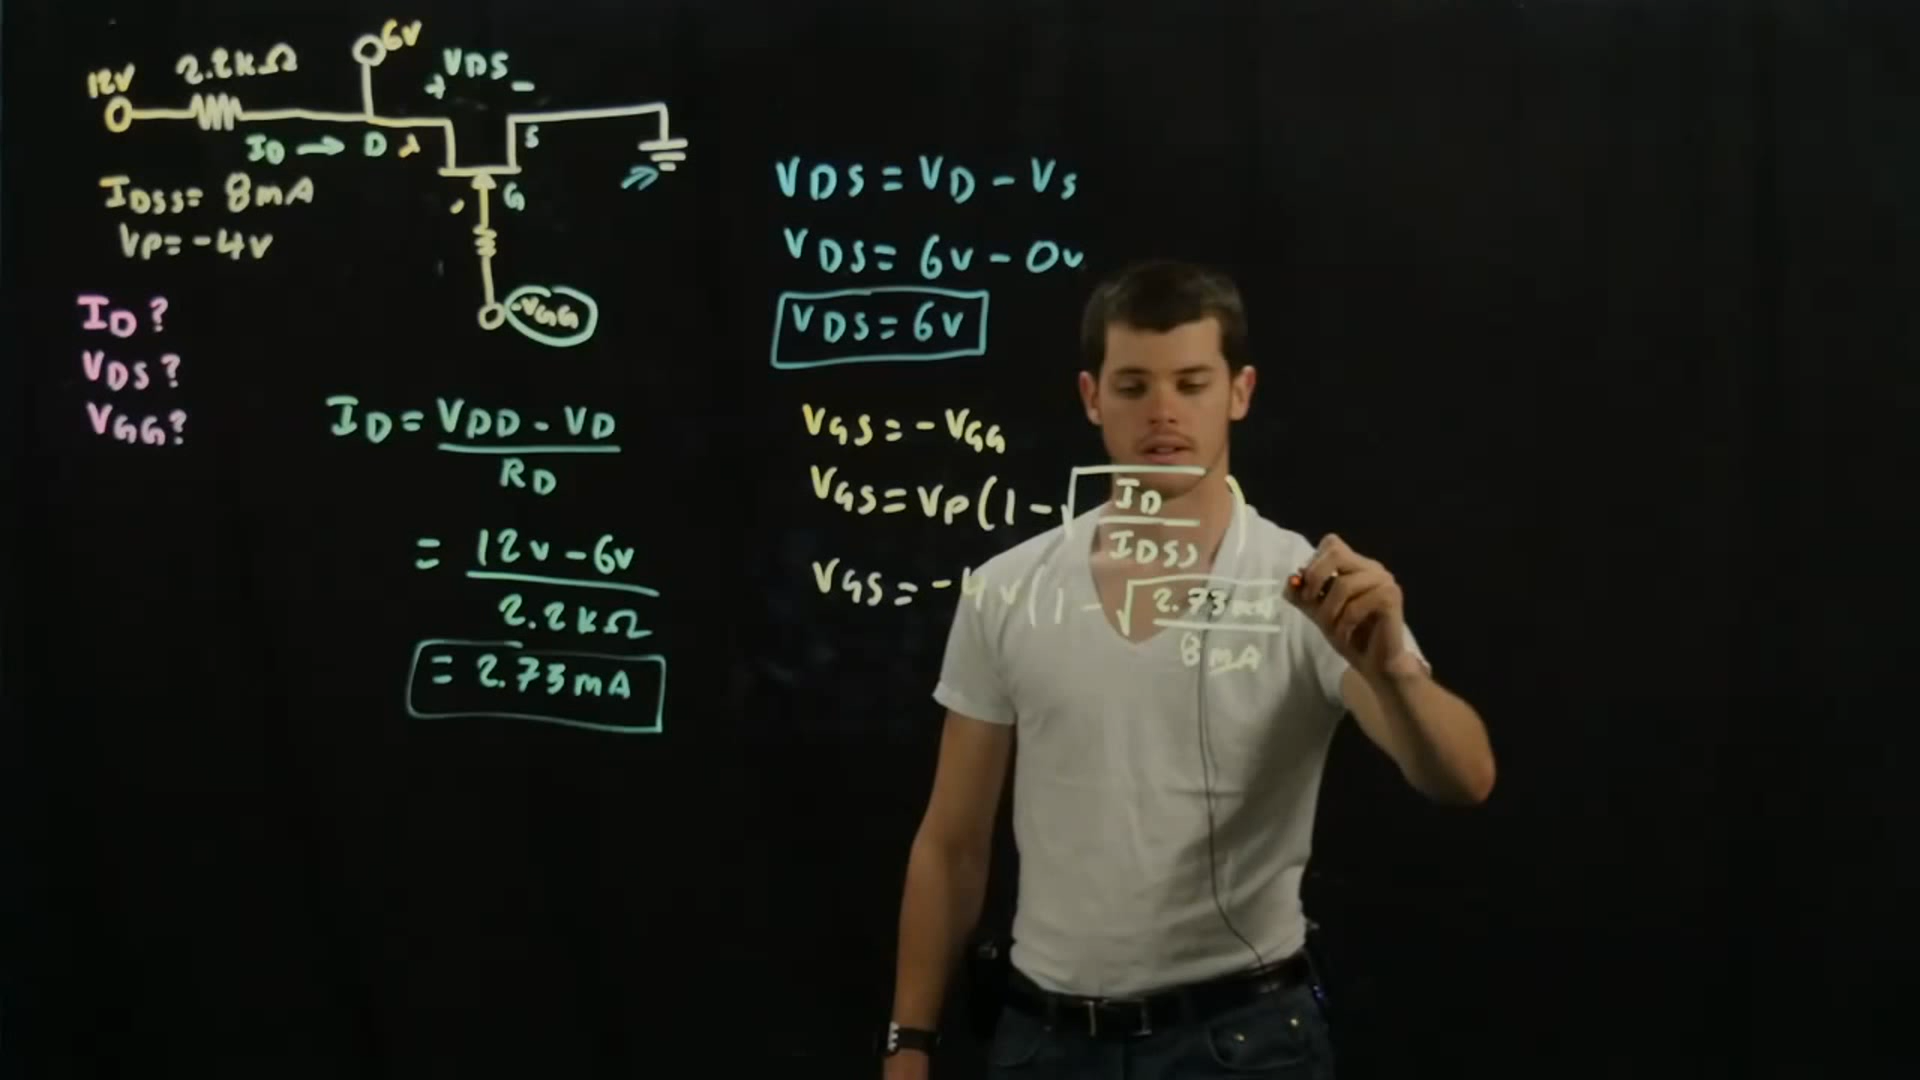 6V
12V
2.2KΩ
+ VDS -
ID → D
S
IDSS = 8mA
G
VP = -4V
-VGG
ID?
VDS?
VGG?
ID = VDD - VD
RD
= 12V - 6V
2.2KΩ
= 2.73mA
VDS = VD - VS
VDS = 6V - 0V
VDS = 6V
VGS = -VGG
VGS = VP(1 - √ID
IDSS)
VGS = -4V(1 - √2.73mA
8mA